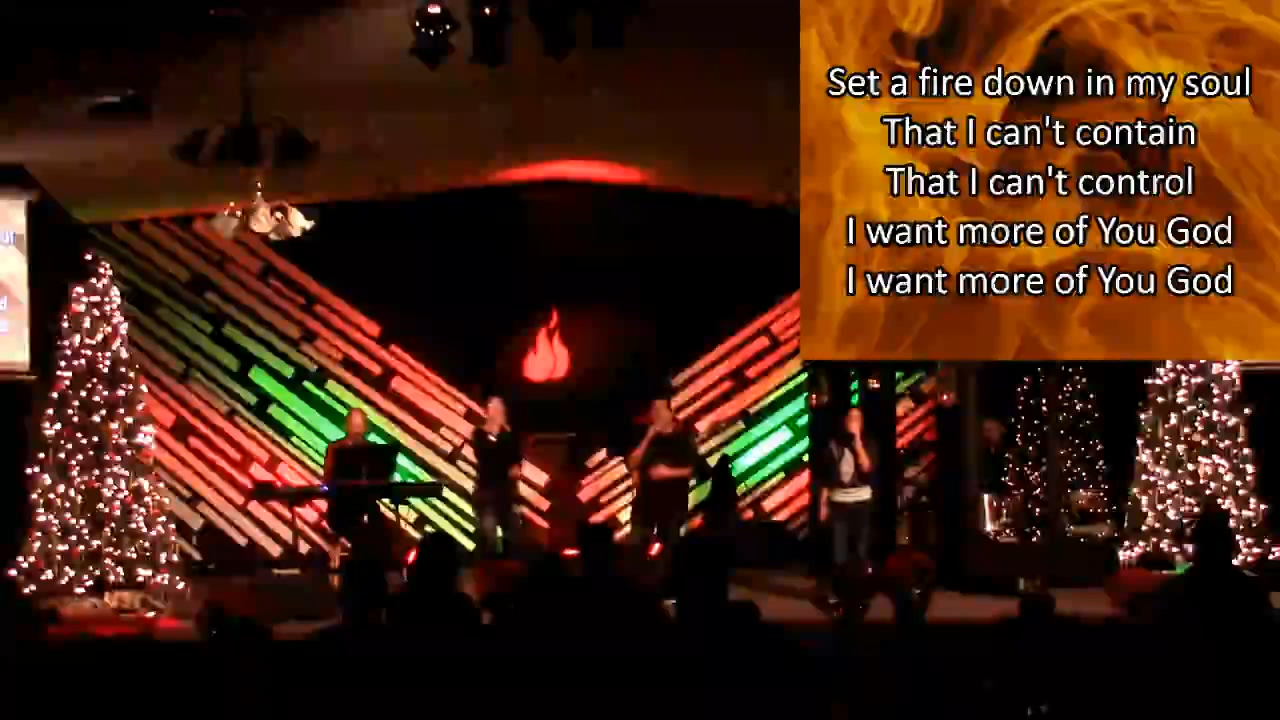 Set a fire down in my soul
That I can't contain
That I can't control
I want more of You God
I want more of You God